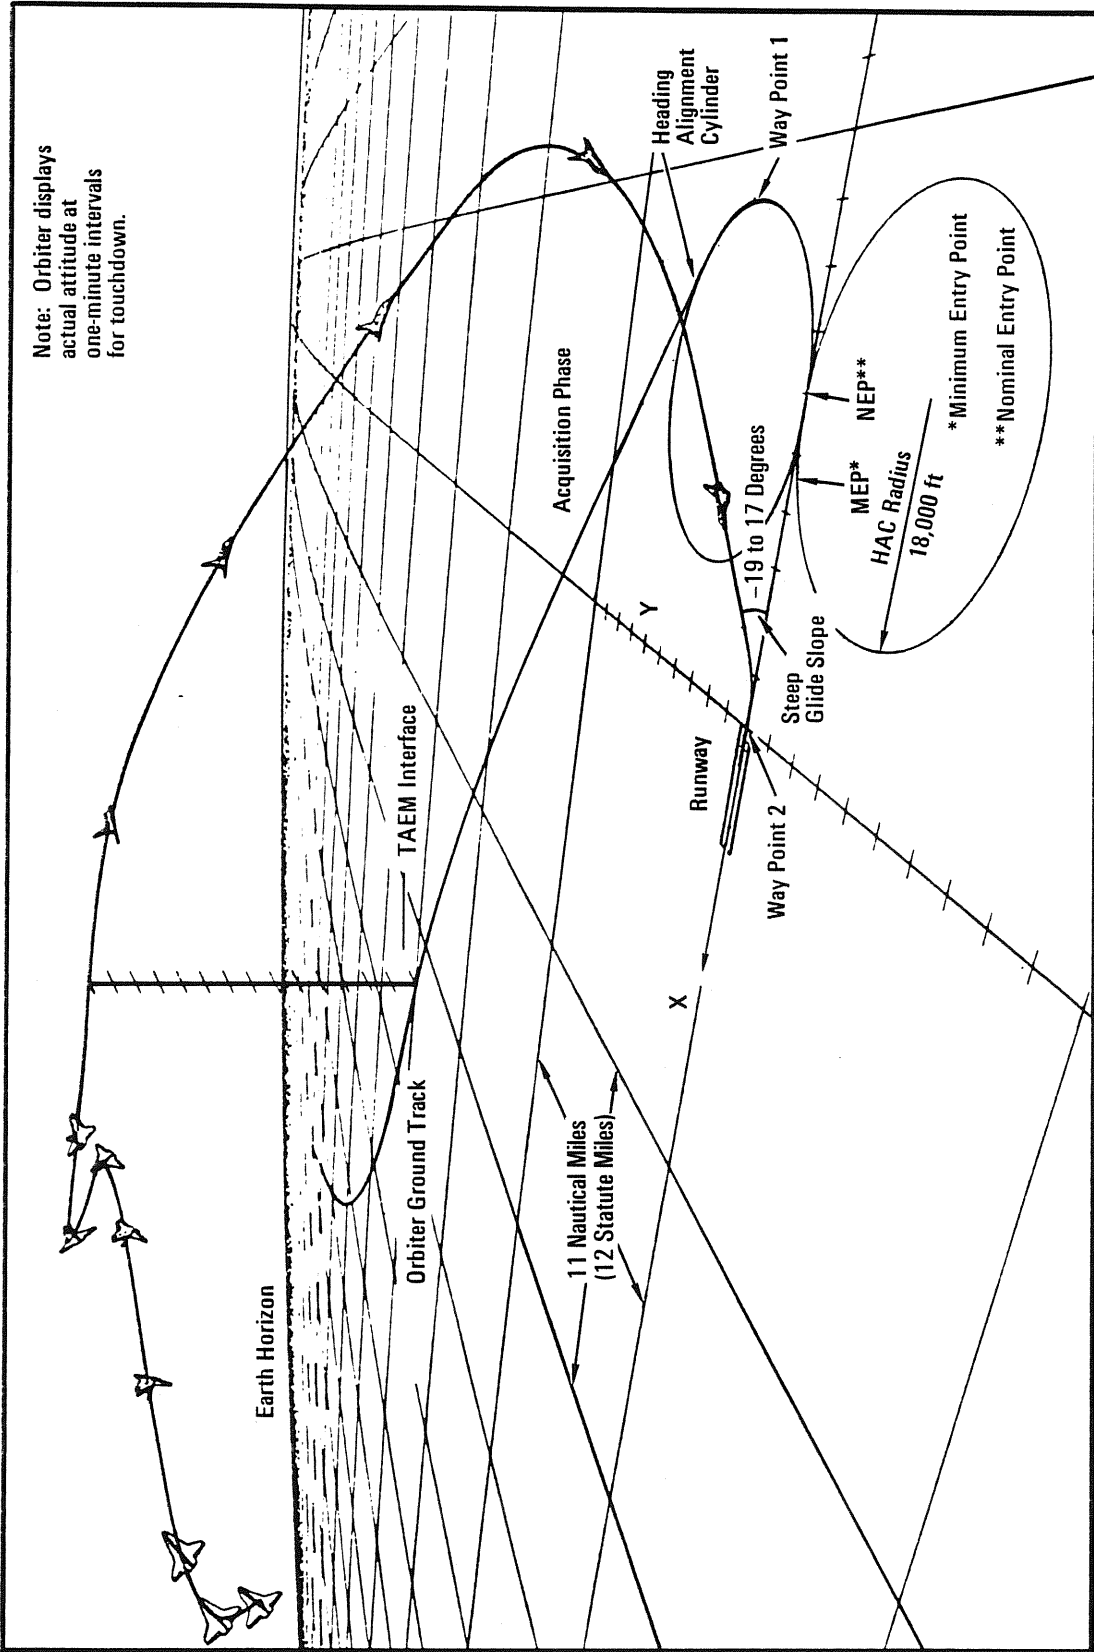 Note: Orbiter displays
actual attitude at
one-minute intervals
for touchdown.
Earth Horizon
Orbiter Ground Track
TAEM Interface
Acquisition Phase
Heading
Alignment
Cylinder
Way Point 1
11 Nautical Miles
(12 Statute Miles)
X
Y
Runway
Way Point 2
Steep
Glide Slope
-19 to 17 Degrees
MEP*
NEP**
HAC Radius
18,000 ft
*Minimum Entry Point
**Nominal Entry Point